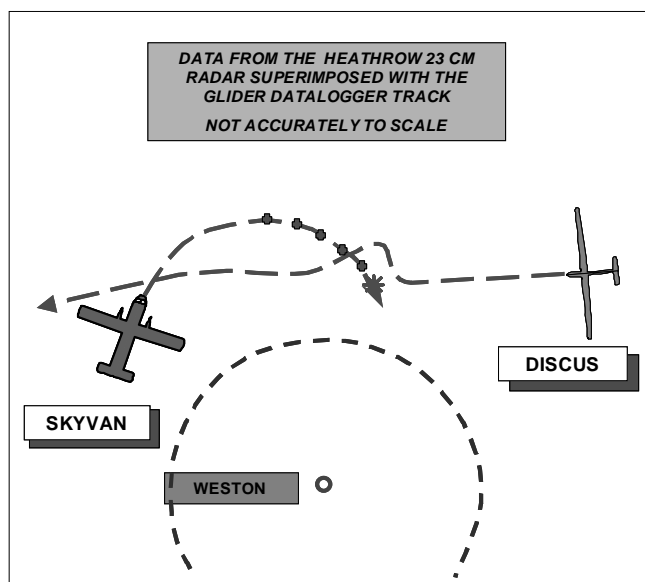 DATA FROM THE HEATHROW 23 CM
RADAR SUPERIMPOSED WITH THE
GLIDER DATALOGGER TRACK
NOT ACCURATELY TO SCALE
DISCUS
SKYVAN
WESTON